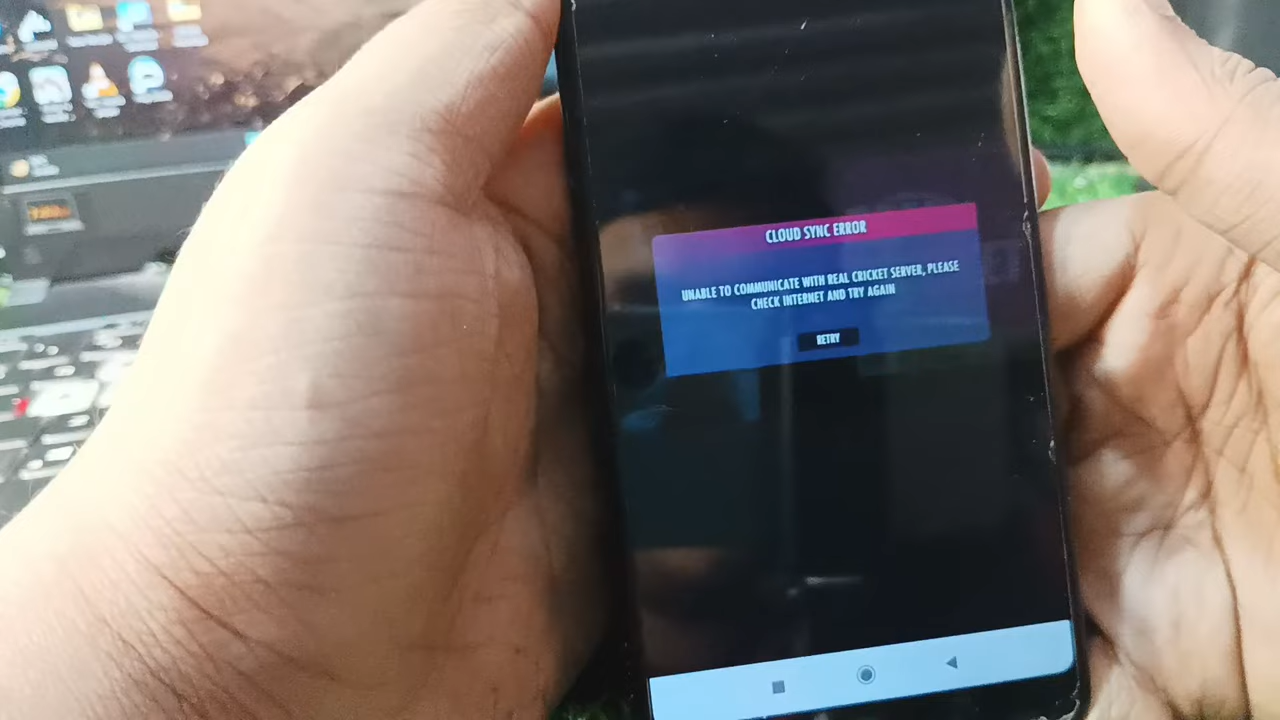 CLOUD SYNC ERROR
UNABLE TO COMMUNICATE WITH REAL CRICKET SERVER, PLEASE
CHECK INTERNET AND TRY AGAIN
RETRY